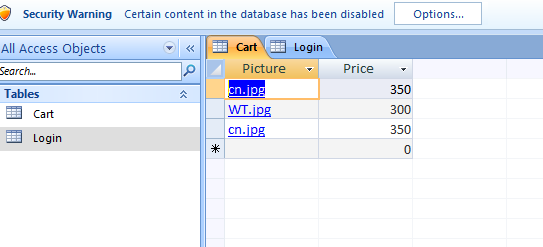 Security Warning Certain content in the database has been disabled Options...
All Access Objects «
Search...
Tables
Cart
Login
Cart Login
Picture Price
cn.jpg 350
WT.jpg 300
cn.jpg 350
* 0